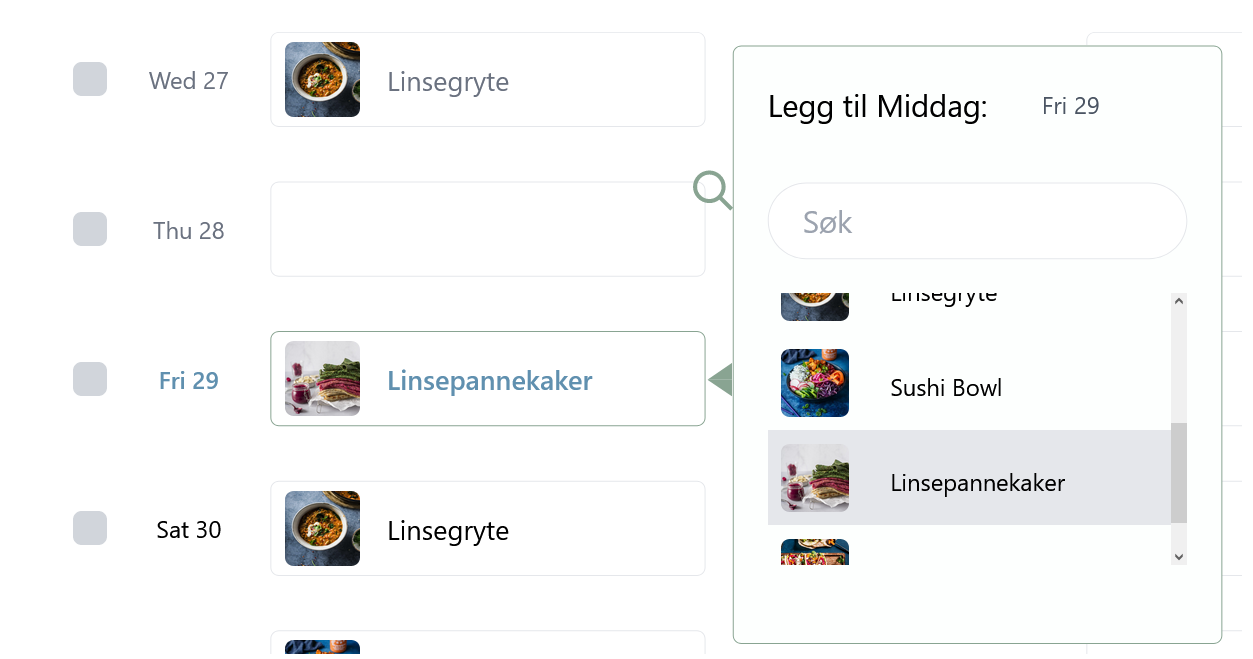 Wed 27
Linsegryte
Thu 28
Fri 29
Linsepannekaker
Sat 30
Linsegryte
Legg til Middag:
Fri 29
Søk
Linsegryte
Sushi Bowl
Linsepannekaker